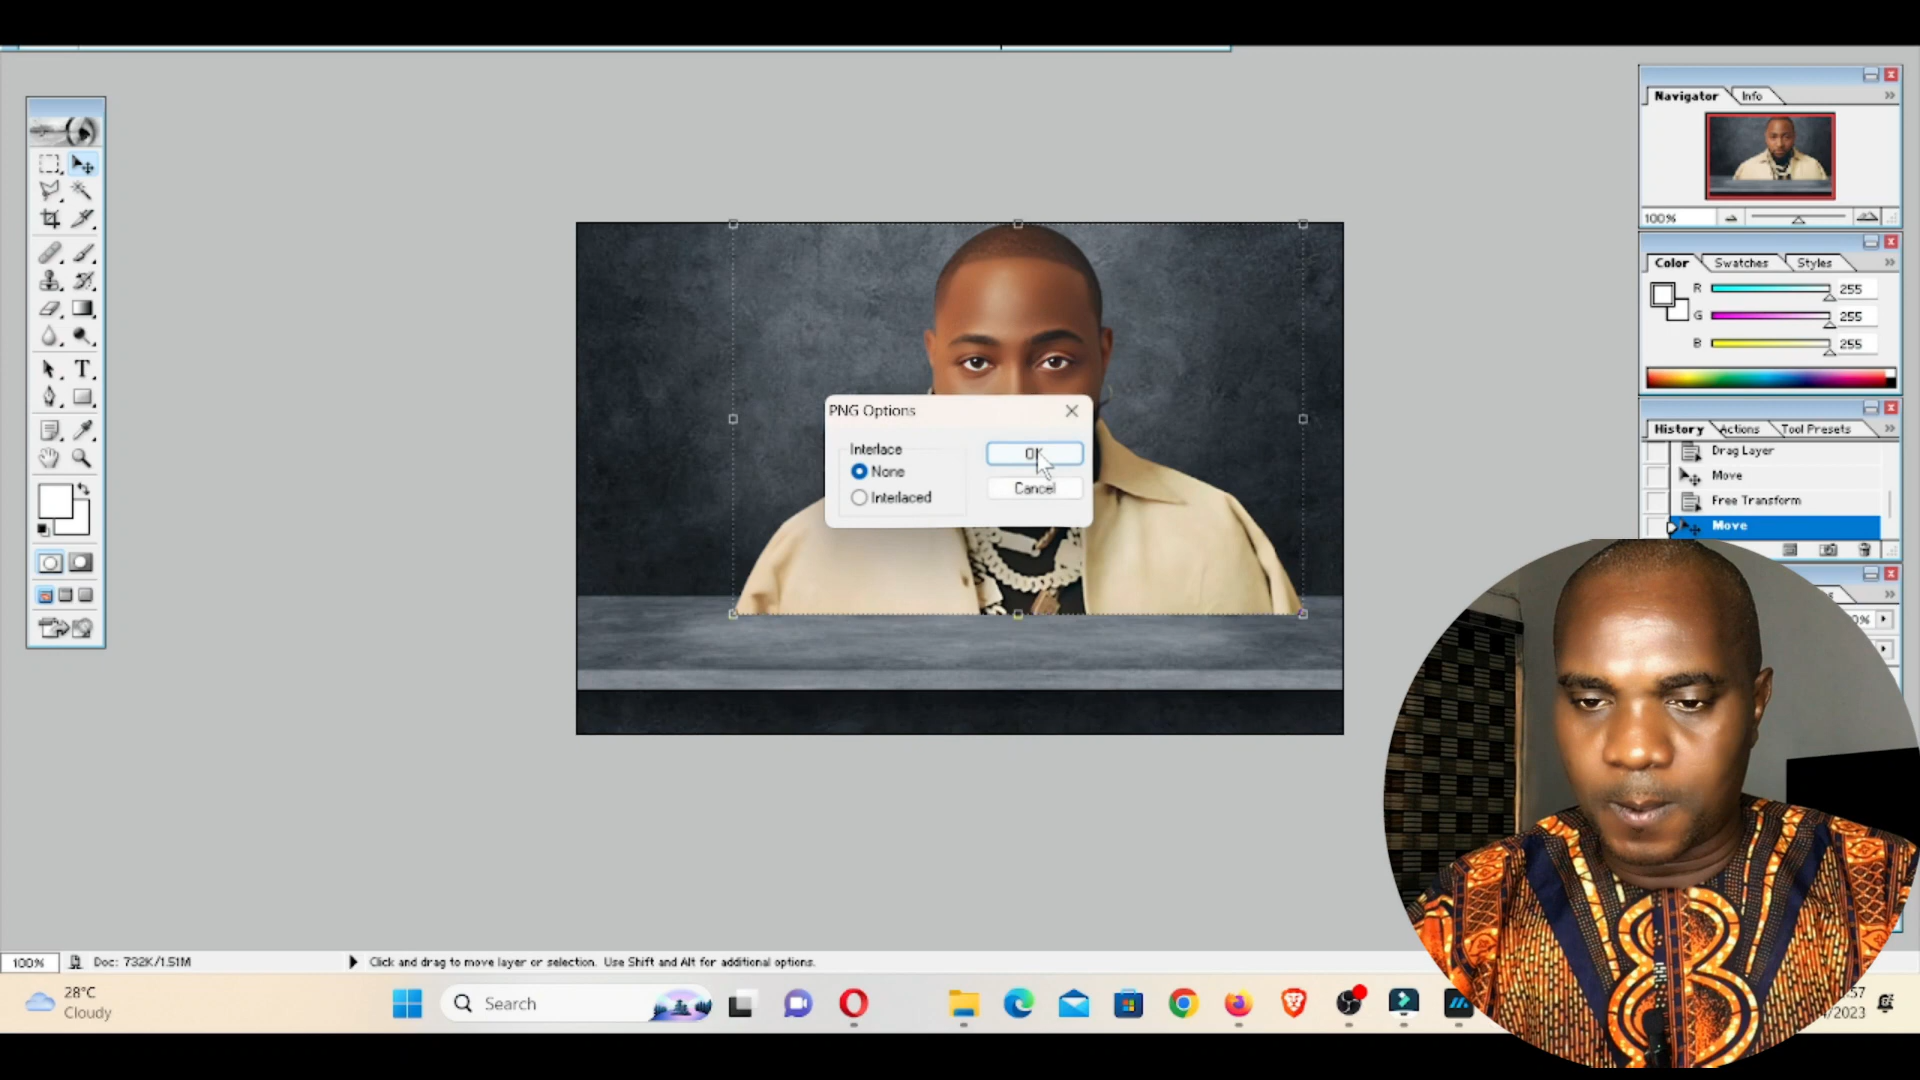 Navigator
Info
100%
Color
Swatches
Styles
R
255
G
255
B
255
History
Actions
Tool Presets
Drag Layer
Move
Free Transform
Move
T
PNG Options
Interlace
None
Interlaced
OK
Cancel
100%
Doc: 732K/1.51M
Click and drag to move layer or selection. Use Shift and Alt for additional options.
28°C
Cloudy
Search